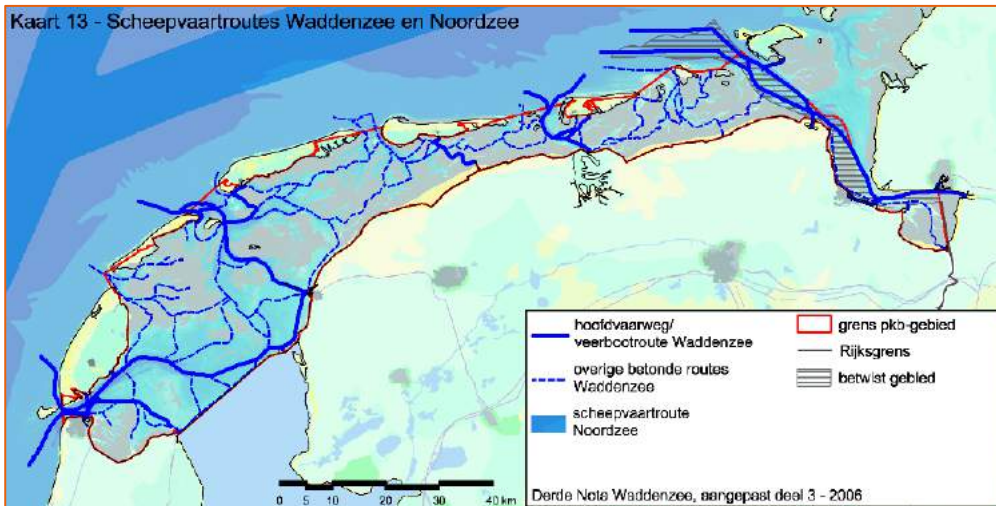 Kaart 13 - Scheepvaartroutes Waddenzee en Noordzee
hoofdvaarweg/
veerbootroute Waddenzee
overige betonde routes
Waddenzee
scheepvaartroute
Noordzee
grens pkb-gebied
Rijksgrens
betwist gebied
0 5 10 20 30 40 km
Derde Nota Waddenzee, aangepast deel 3 - 2006